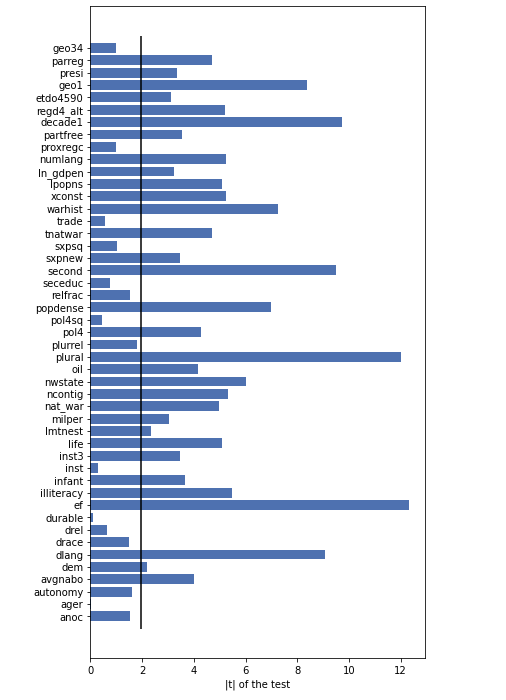 geo34
parreg
presi
geo1
etdo4590
regd4_alt
decade1
partfree
proxregc
numlang
ln_gdpen
lpopns
xconst
warhist
trade
tnatwar
sxpsq
sxpnew
second
seceduc
relfrac
popdense
pol4sq
pol4
plurrel
plural
oil
nwstate
ncontig
nat_war
milper
lmtnest
life
inst3
inst
infant
illiteracy
ef
durable
drel
drace
dlang
dem
avgnabo
autonomy
ager
anoc
0 2 4 6 8 10 12
|t| of the test